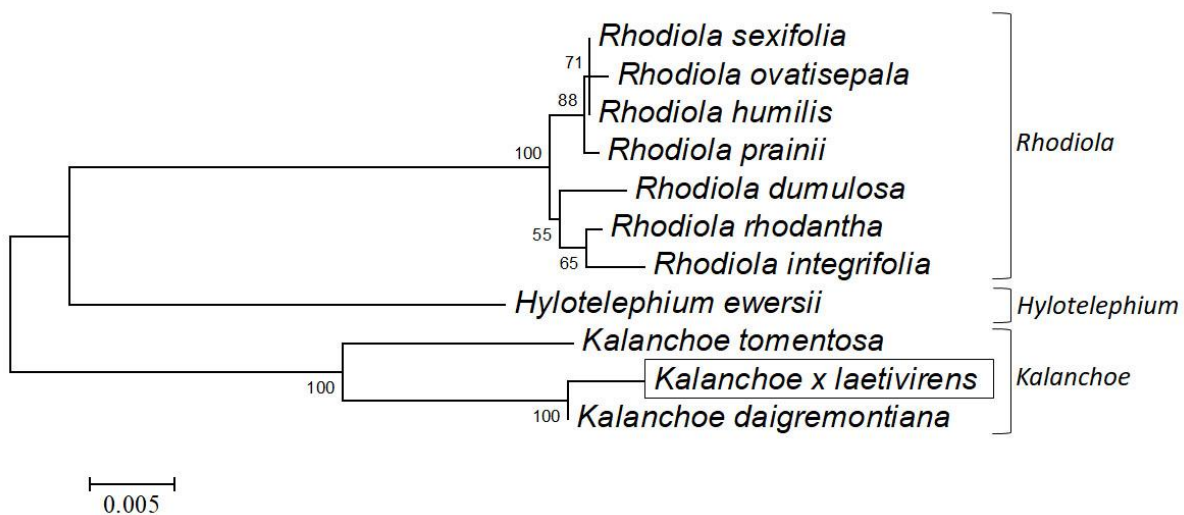 Rhodiola sexifolia
71
Rhodiola ovatisepala
88
Rhodiola humilis
Rhodiola
100
Rhodiola prainii
Rhodiola dumulosa
55
Rhodiola rhodantha
65
Rhodiola integrifolia
Hylotelephium ewersii
Hylotelephium
Kalanchoe tomentosa
100
Kalanchoe x laetivirens
Kalanchoe
100
Kalanchoe daigremontiana
0.005